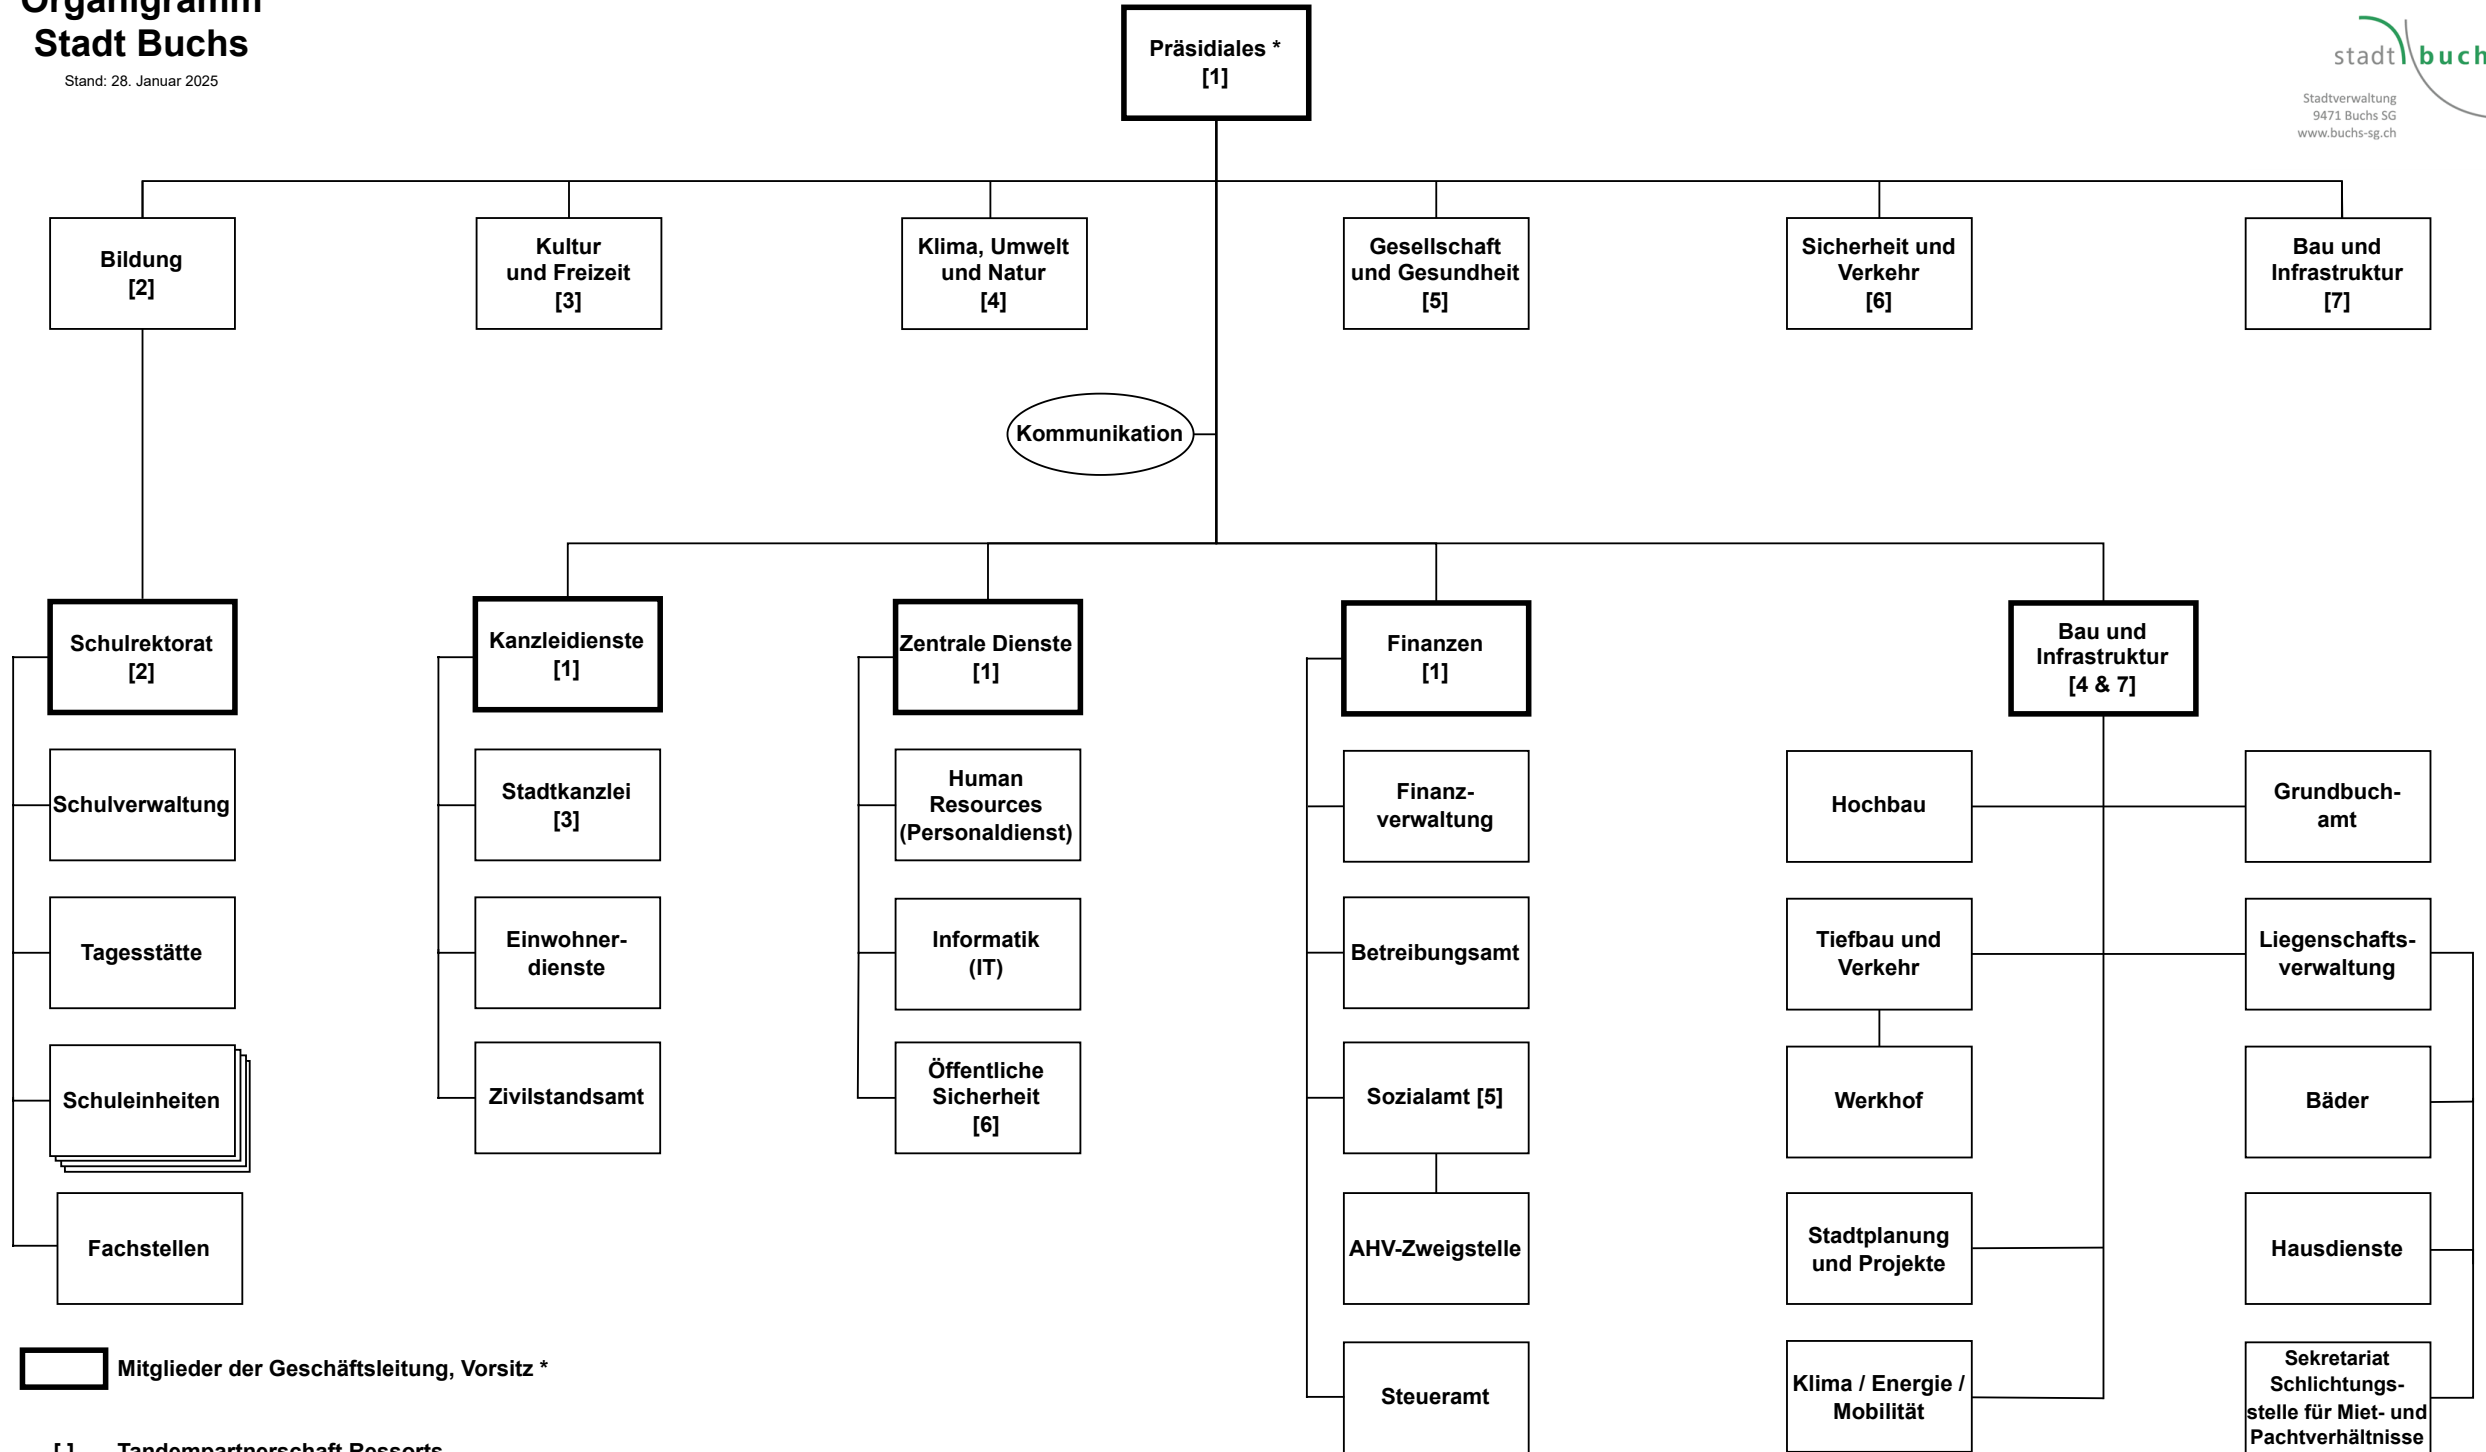 Organigramm
Stadt Buchs
Stand: 28. Januar 2025
Präsidiales *
[1]
stadt buch
Stadtverwaltung
9471 Buchs SG
www.buchs-sg.ch
Bildung
[2]
Kultur
und Freizeit
[3]
Klima, Umwelt
und Natur
[4]
Gesellschaft
und Gesundheit
[5]
Sicherheit und
Verkehr
[6]
Bau und
Infrastruktur
[7]
Kommunikation
Schulrektorat
[2]
Kanzleidienste
[1]
Zentrale Dienste
[1]
Finanzen
[1]
Bau und
Infrastruktur
[4 & 7]
Schulverwaltung
Stadtkanzlei
[3]
Human
Resources
(Personaldienst)
Finanz-
verwaltung
Hochbau
Grundbuch-
amt
Tagesstätte
Einwohner-
dienste
Informatik
(IT)
Betreibungsamt
Tiefbau und
Verkehr
Liegenschafts-
verwaltung
Schuleinheiten
Zivilstandsamt
Öffentliche
Sicherheit
[6]
Sozialamt [5]
Werkhof
Bäder
Fachstellen
AHV-Zweigstelle
Stadtplanung
und Projekte
Hausdienste
Mitglieder der Geschäftsleitung, Vorsitz *
Steueramt
Klima / Energie /
Mobilität
Sekretariat
Schlichtungs-
stelle für Miet- und
Pachtverhältnisse
[ ] Tandempartnerschaft Ressorts